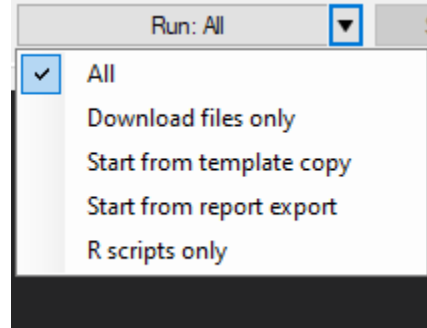 Run: All
All
Download files only
Start from template copy
Start from report export
R scripts only